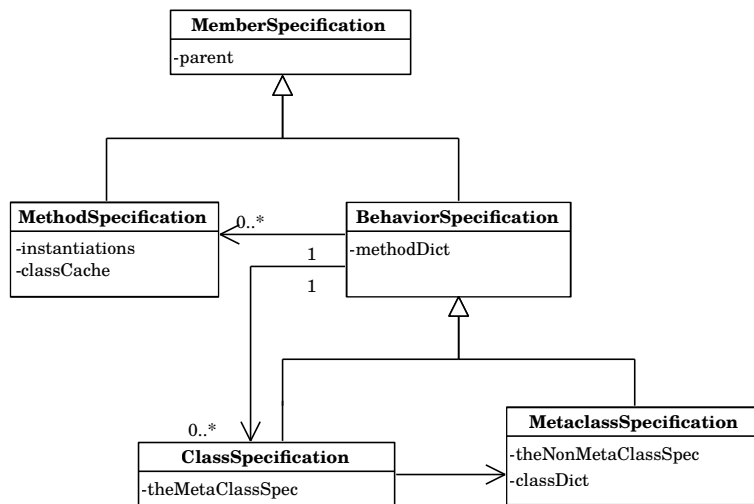 MemberSpecification
-parent
MethodSpecification
-instantiations
-classCache
0..*
1
1
BehaviorSpecification
-methodDict
0..*
ClassSpecification
-theMetaClassSpec
MetaclassSpecification
-theNonMetaClassSpec
-classDict